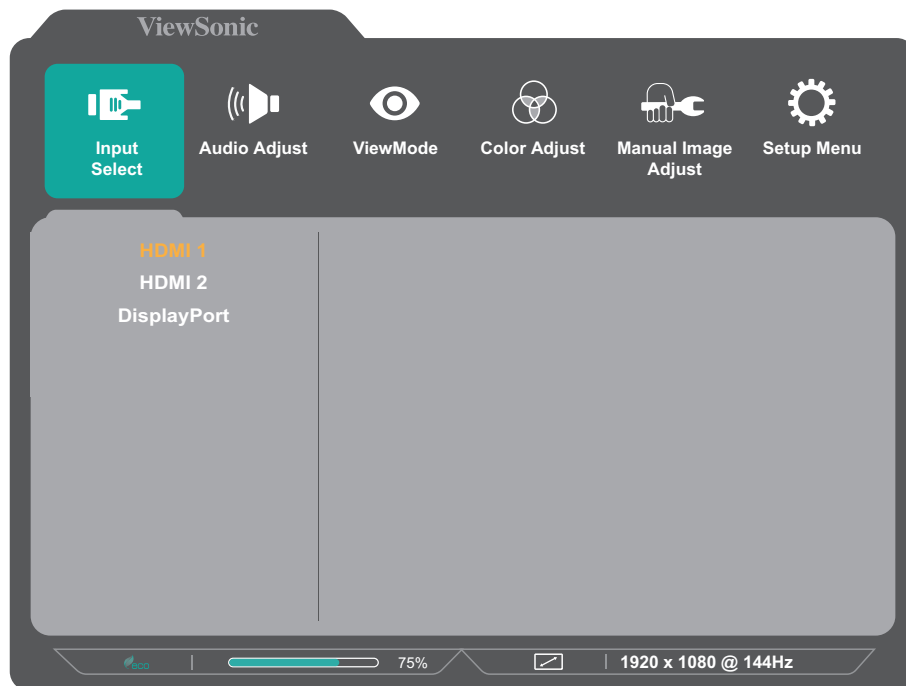 ViewSonic
Input
Select
Audio Adjust
ViewMode
Color Adjust
Manual Image
Adjust
Setup Menu
HDMI 1
HDMI 2
DisplayPort
ECO
75%
1920 x 1080 @ 144Hz